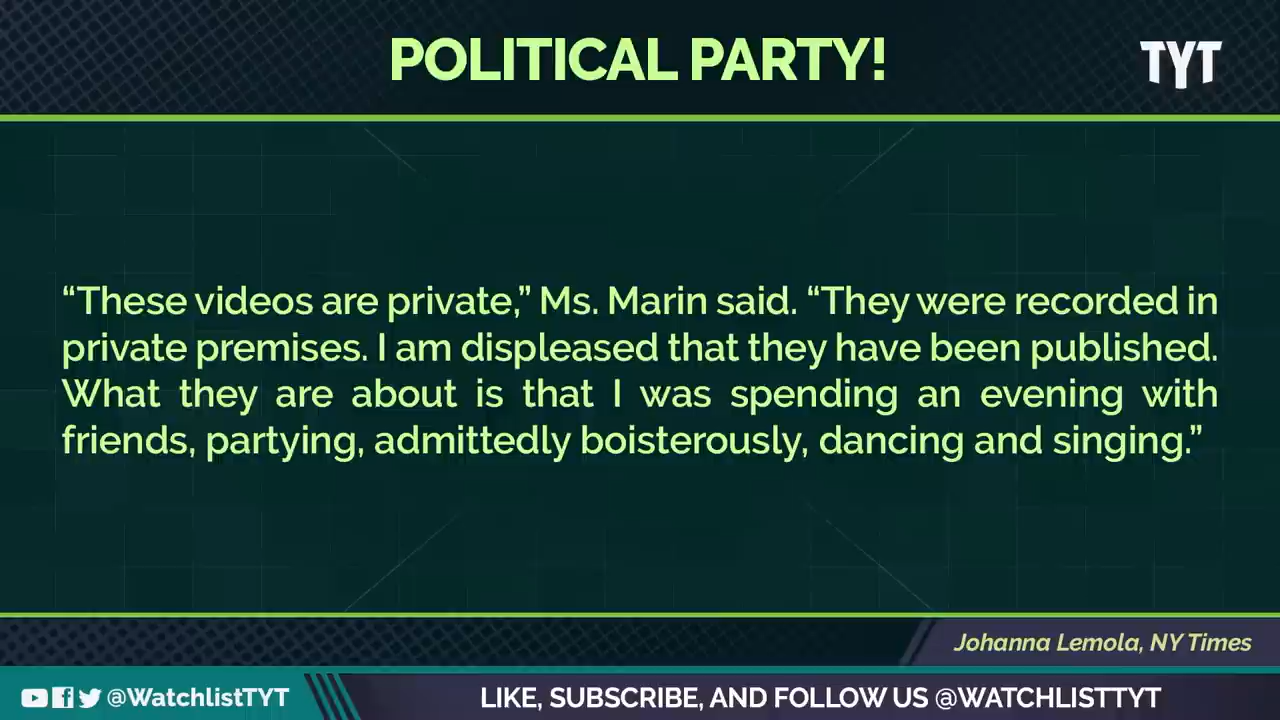 POLITICAL PARTY!
TYT
“These videos are private,” Ms. Marin said. “They were recorded in
private premises. I am displeased that they have been published.
What they are about is that I was spending an evening with
friends, partying, admittedly boisterously, dancing and singing.”
Johanna Lemola, NY Times
@WatchlistTYT
LIKE, SUBSCRIBE, AND FOLLOW US @WATCHLISTTYT